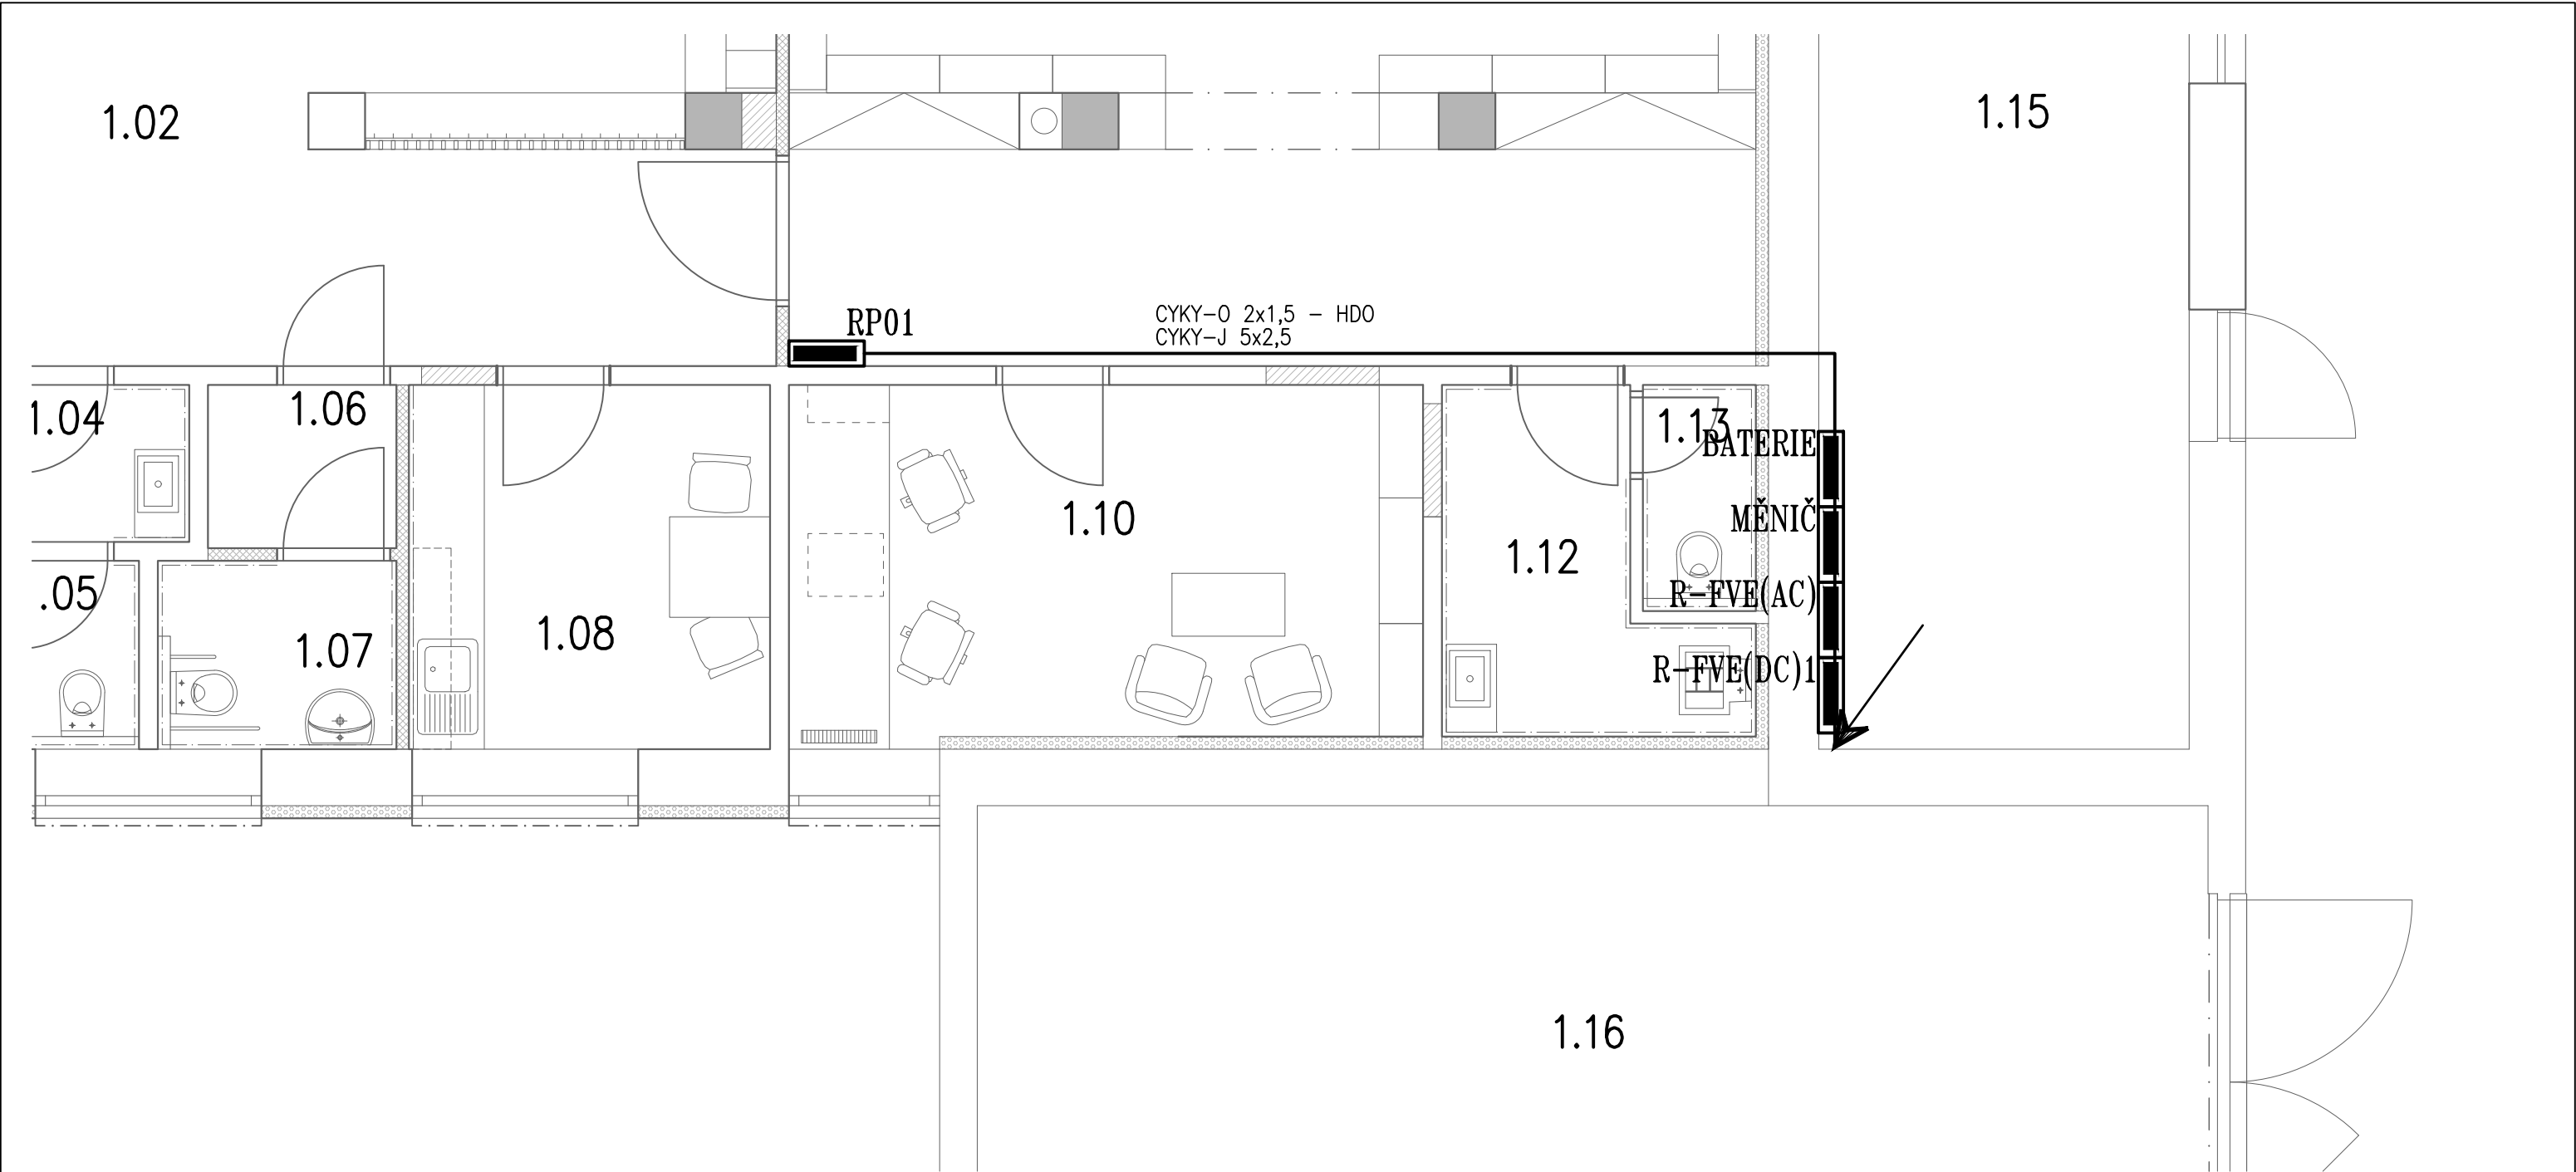 1.02
1.15
RP01
CYKY-O 2x1,5 - HDO
CYKY-J 5x2,5
1.04
1.06
1.13
BATERIE
1.10
MĚNIČ
1.12
.05
R-FVE(AC)
1.07
1.08
R-FVE(DC)1
1.16